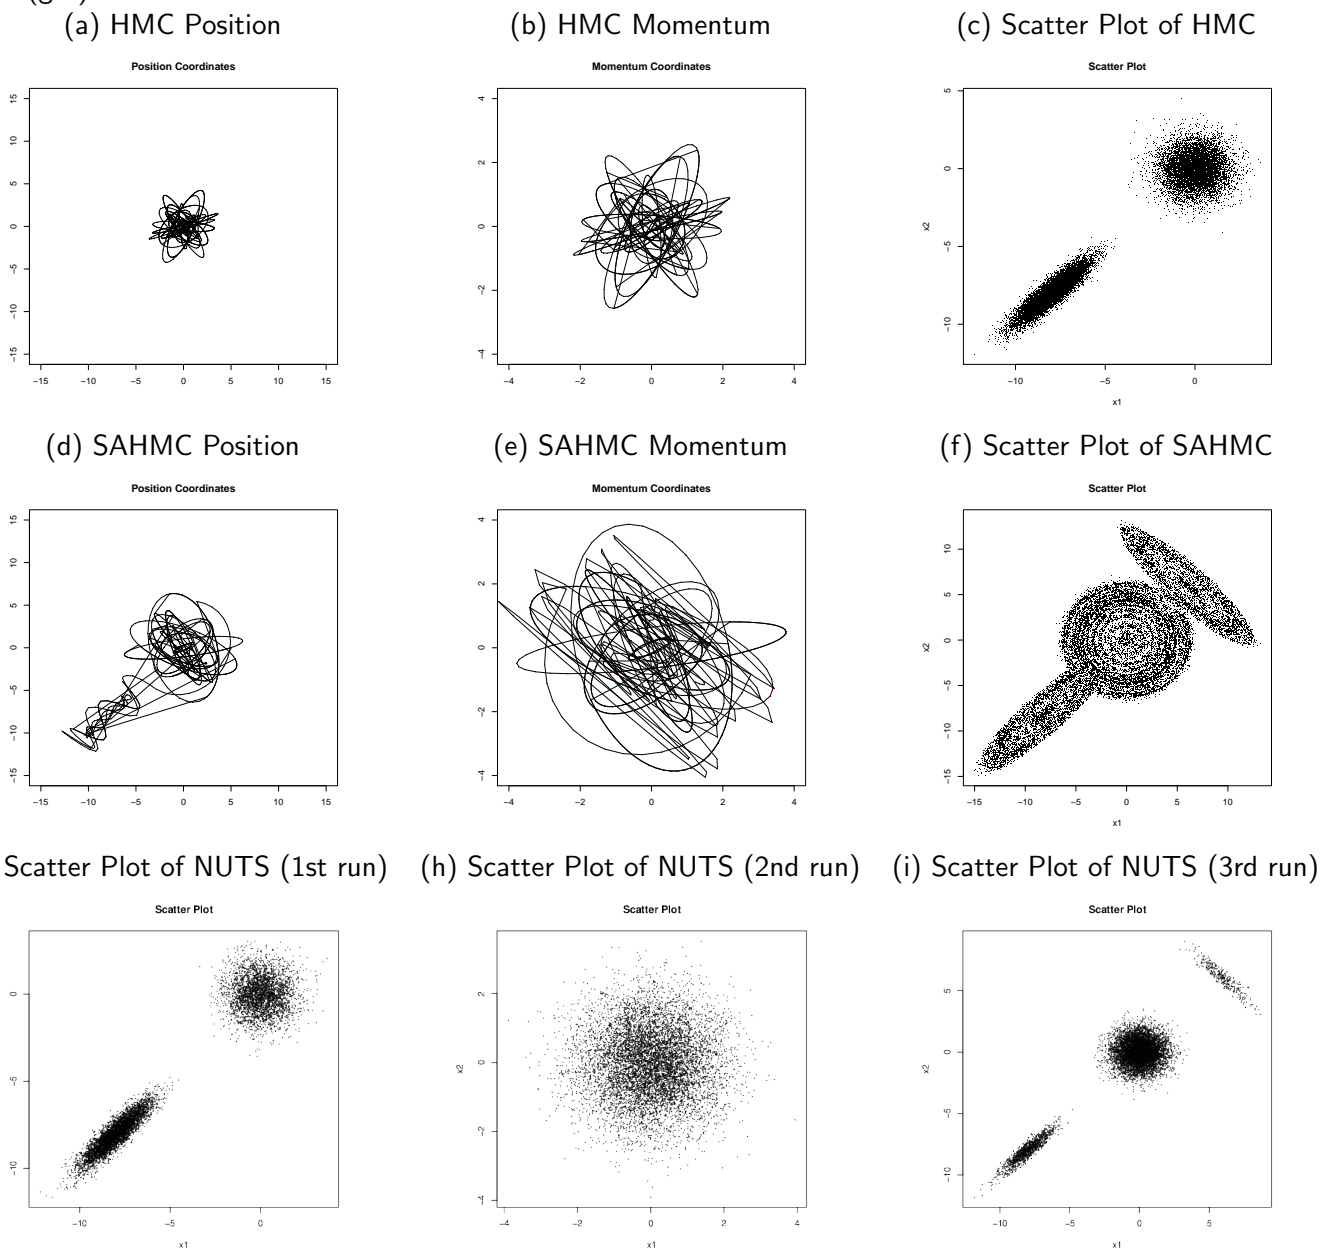 (a) HMC Position (b) HMC Momentum (c) Scatter Plot of HMC
Position Coordinates Momentum Coordinates Scatter Plot
15
10
5
0
−5
−10
−15
−15 −10 −5 0 5 10 15
4
2
0
−2
−4
−4 −2 0 2 4
5
0
−5
−10
x2
−10 −5 0
x1
(d) SAHMC Position (e) SAHMC Momentum (f) Scatter Plot of SAHMC
Position Coordinates Momentum Coordinates Scatter Plot
15
10
5
0
−5
−10
−15
−15 −10 −5 0 5 10 15
4
2
0
−2
−4
−4 −2 0 2 4
10
5
0
−5
−10
−15
x2
−15 −10 −5 0 5 10
x1
Scatter Plot of NUTS (1st run) (h) Scatter Plot of NUTS (2nd run) (i) Scatter Plot of NUTS (3rd run)
Scatter Plot Scatter Plot Scatter Plot
0
−5
−10
−10 −5 0
x1
2
0
−2
−4
x2
−4 −2 0 2 4
x1
5
0
−5
−10
x2
−10 −5 0 5
x1